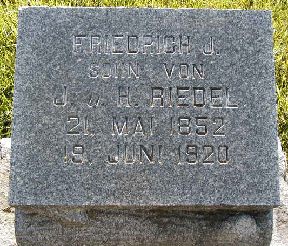 FRIEDRICH J.
SOHN VON
J. u. H. RIEDEL
21. MAI 1852
19. JUNI 1920